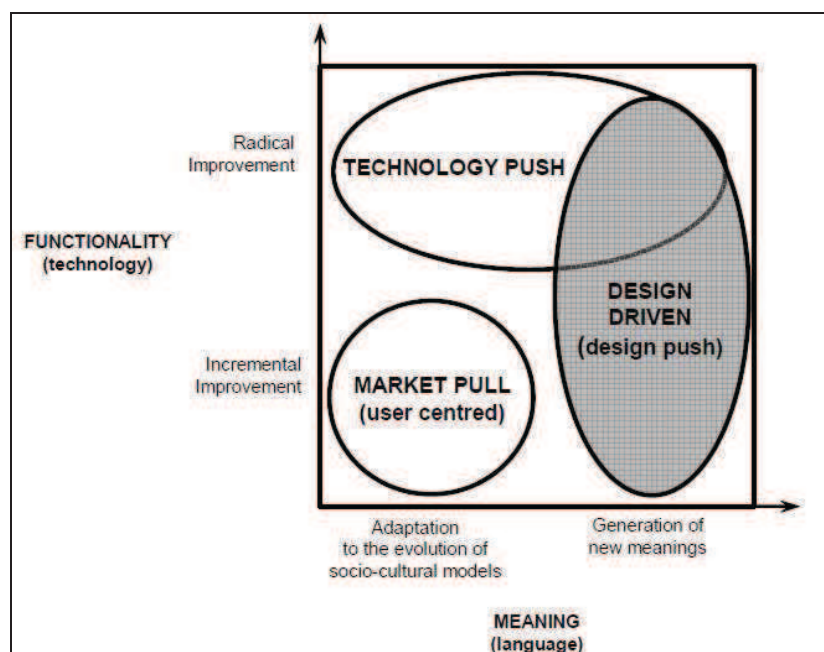 Radical
Improvement
TECHNOLOGY PUSH
FUNCTIONALITY
(technology)
DESIGN
DRIVEN
(design push)
Incremental
Improvement
MARKET PULL
(user centred)
Adaptation
to the evolution of
socio-cultural models
Generation of
new meanings
MEANING
(language)